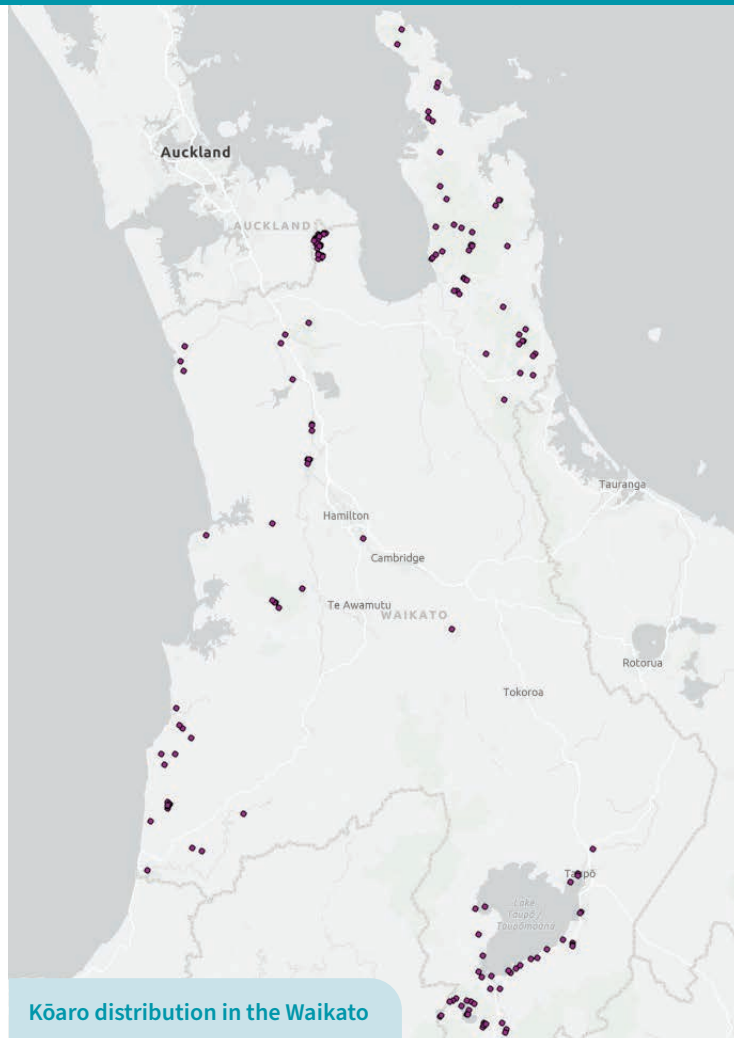 Auckland
AUCKLAND
Tauranga
Hamilton
Cambridge
Te Awamutu
WAIKATO
Rotorua
Tokoroa
Taupō
Lake
Taupō /
Taupōmoana
Kōaro distribution in the Waikato